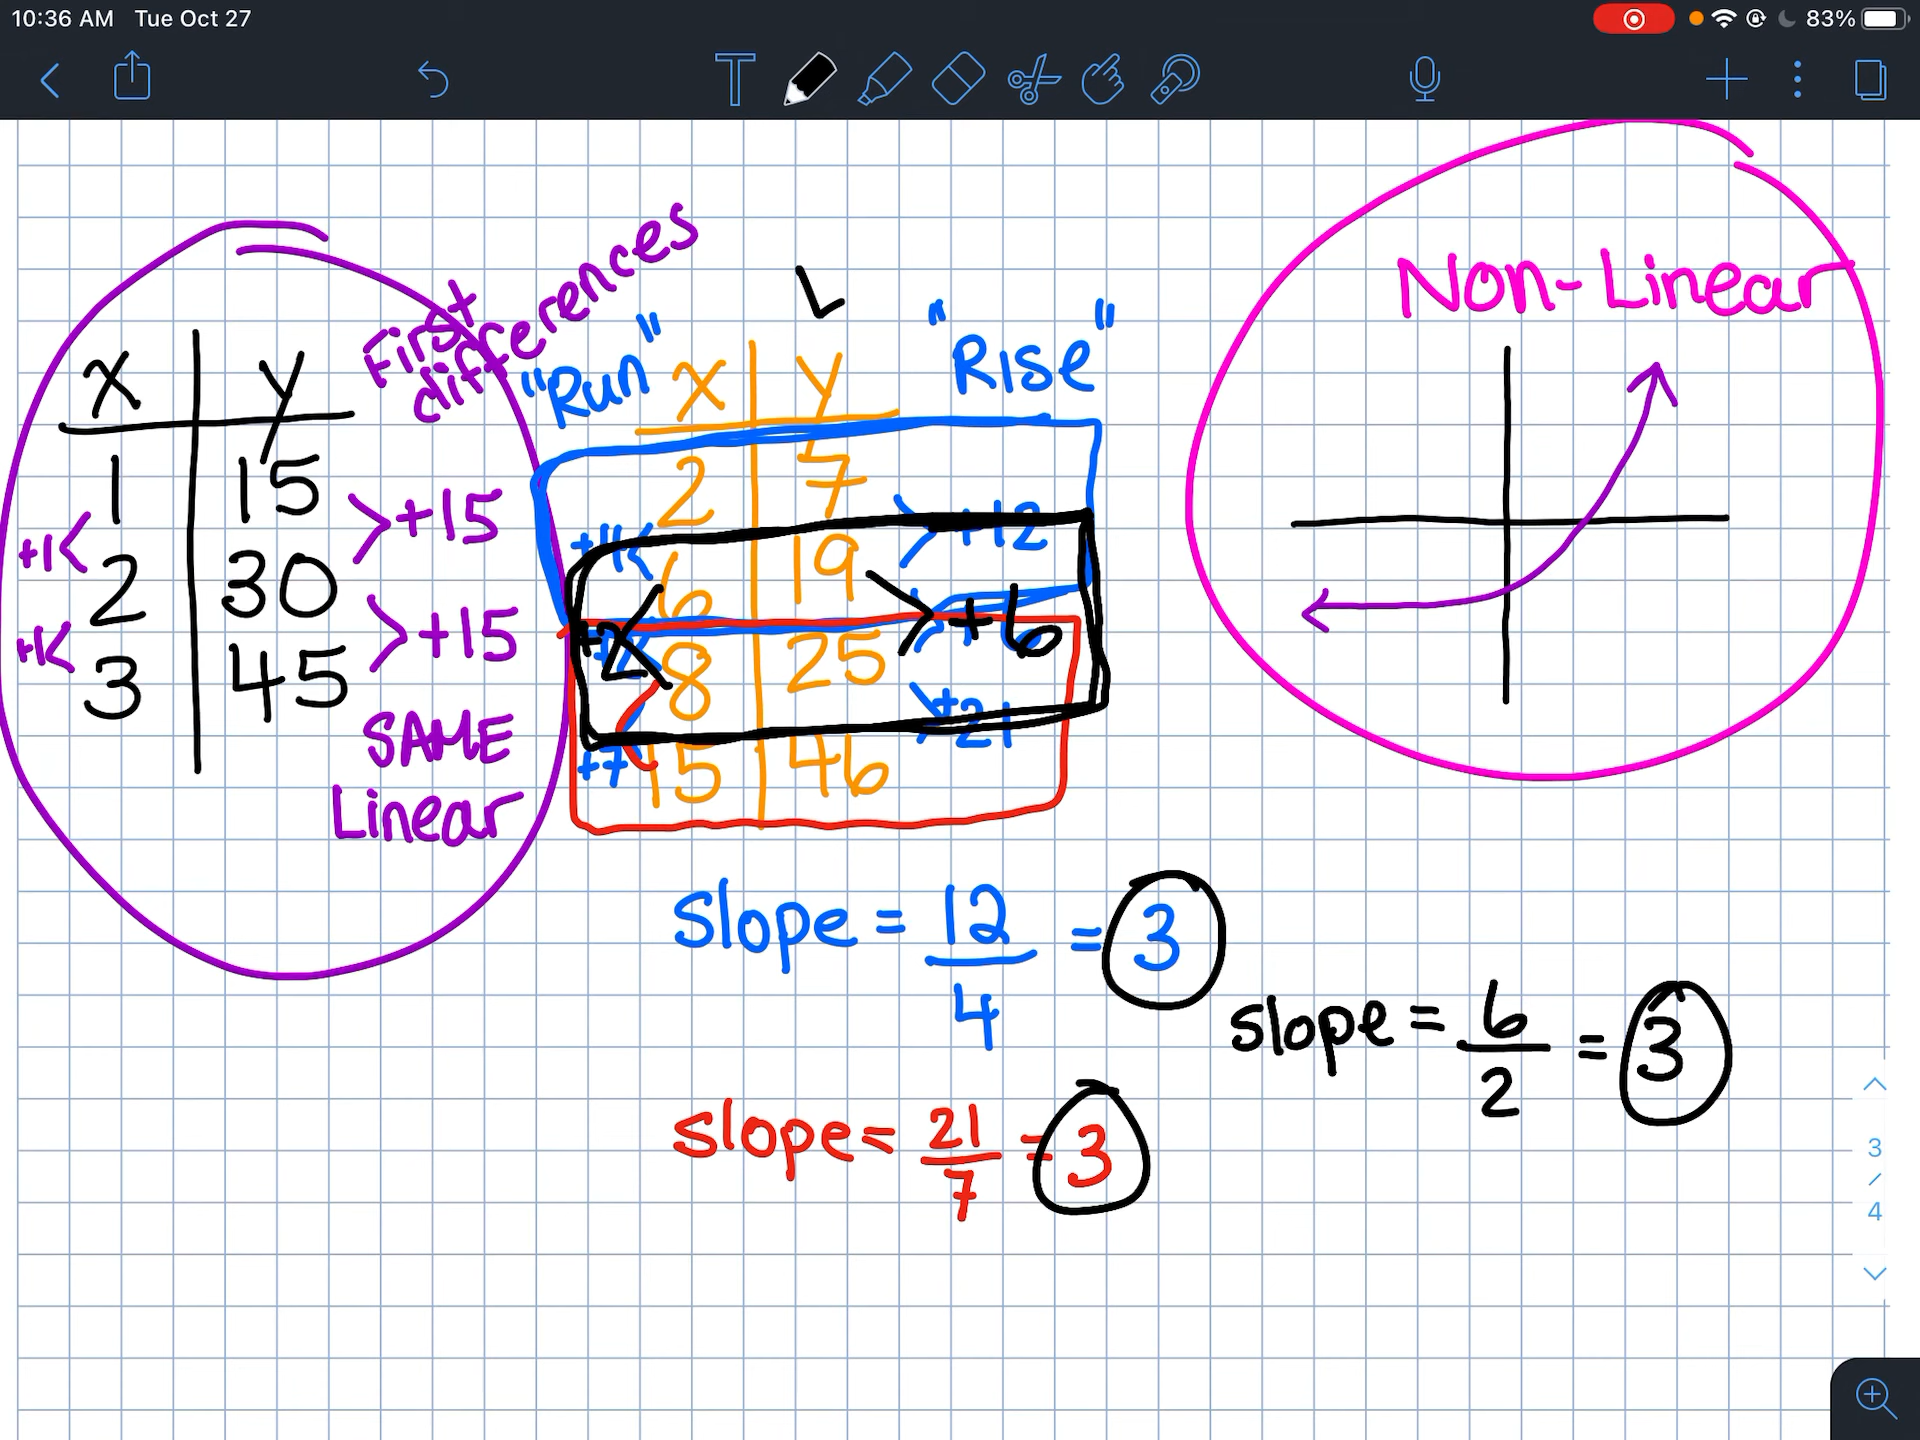 10:36 AM Tue Oct 27
83%
First
differences
L
"Run"
"Rise"
Non-Linear
x y
1 15
2 30
3 45
+1
+1
+15
+15
SAME
Linear
x y
2 7
6 19
8 25
15 46
+2
+7
+12
+6
+21
slope = 12/4 = 3
slope = 6/2 = 3
slope = 21/7 = 3
3
/
4